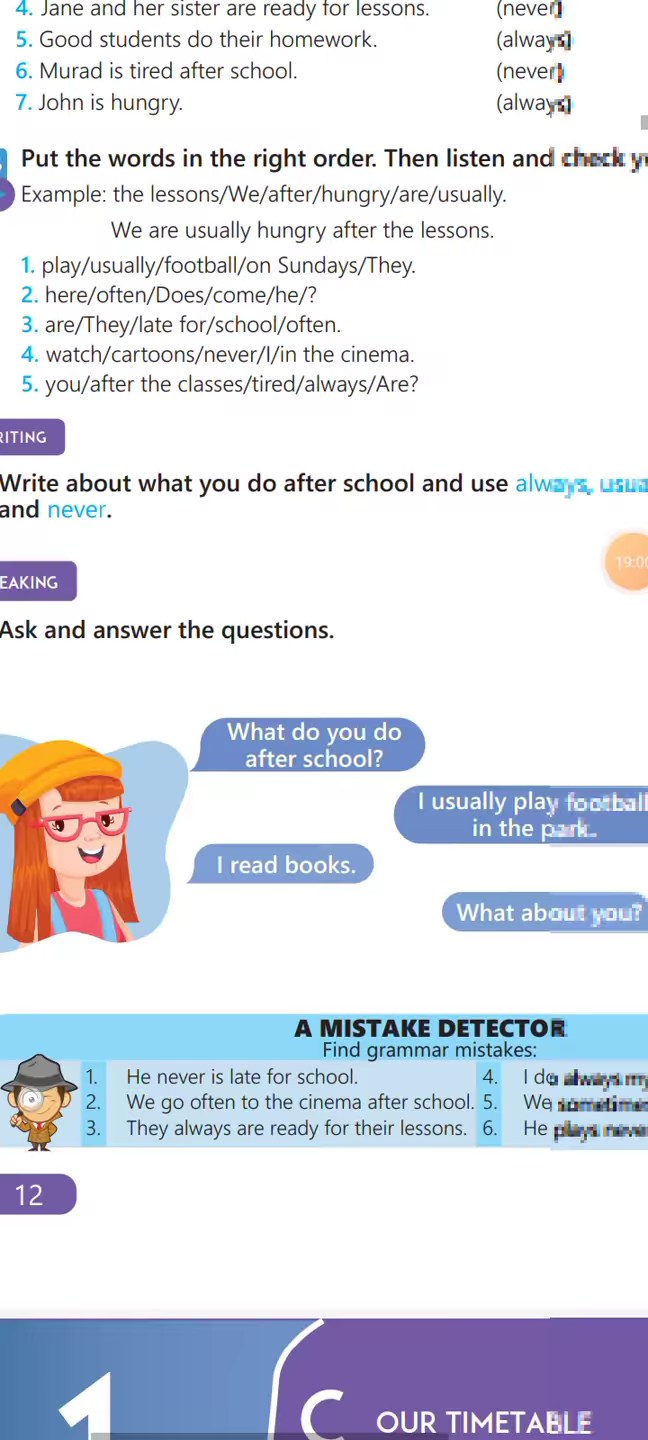 4. Jane and her sister are ready for lessons. (never)
5. Good students do their homework. (always)
6. Murad is tired after school. (never)
7. John is hungry. (always)
Put the words in the right order. Then listen and check
Example: the lessons/We/after/hungry/are/usually.
We are usually hungry after the lessons.
1. play/usually/football/on Sundays/They.
2. here/often/Does/come/he/?
3. are/They/late for/school/often.
4. watch/cartoons/never/I/in the cinema.
5. you/after the classes/tired/always/Are?
RITING
Write about what you do after school and use always,
and never.
EAKING
19:00
Ask and answer the questions.
What do you do
after school?
I usually play football
in the park.
I read books.
What about you?
A MISTAKE DETECTOR
Find grammar mistakes:
1. He never is late for school.
2. We go often to the cinema after school.
3. They always are ready for their lessons.
4. I do always my
5. We sometimes
6. He plays never
12
1
C OUR TIMETABLE